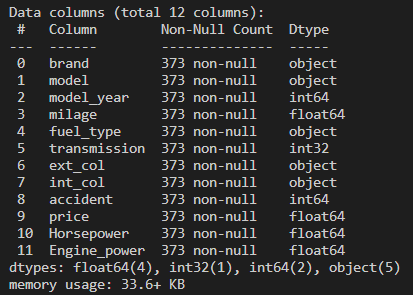 Data columns (total 12 columns):
 #   Column        Non-Null Count  Dtype
---  ------        --------------  -----
 0   brand         373 non-null    object
 1   model         373 non-null    object
 2   model_year    373 non-null    int64
 3   milage        373 non-null    float64
 4   fuel_type     373 non-null    object
 5   transmission  373 non-null    int32
 6   ext_col       373 non-null    object
 7   int_col       373 non-null    object
 8   accident      373 non-null    int64
 9   price         373 non-null    float64
 10  Horsepower    373 non-null    float64
 11  Engine_power  373 non-null    float64
dtypes: float64(4), int32(1), int64(2), object(5)
memory usage: 33.6+ KB